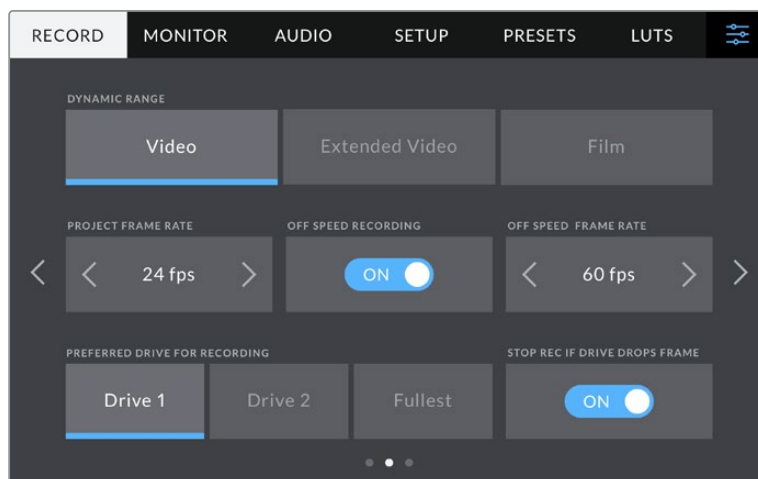 RECORD MONITOR AUDIO SETUP PRESETS LUTS
DYNAMIC RANGE
Video Extended Video Film
PROJECT FRAME RATE OFF SPEED RECORDING OFF SPEED FRAME RATE
24 fps ON 60 fps
PREFERRED DRIVE FOR RECORDING STOP REC IF DRIVE DROPS FRAME
Drive 1 Drive 2 Fullest ON